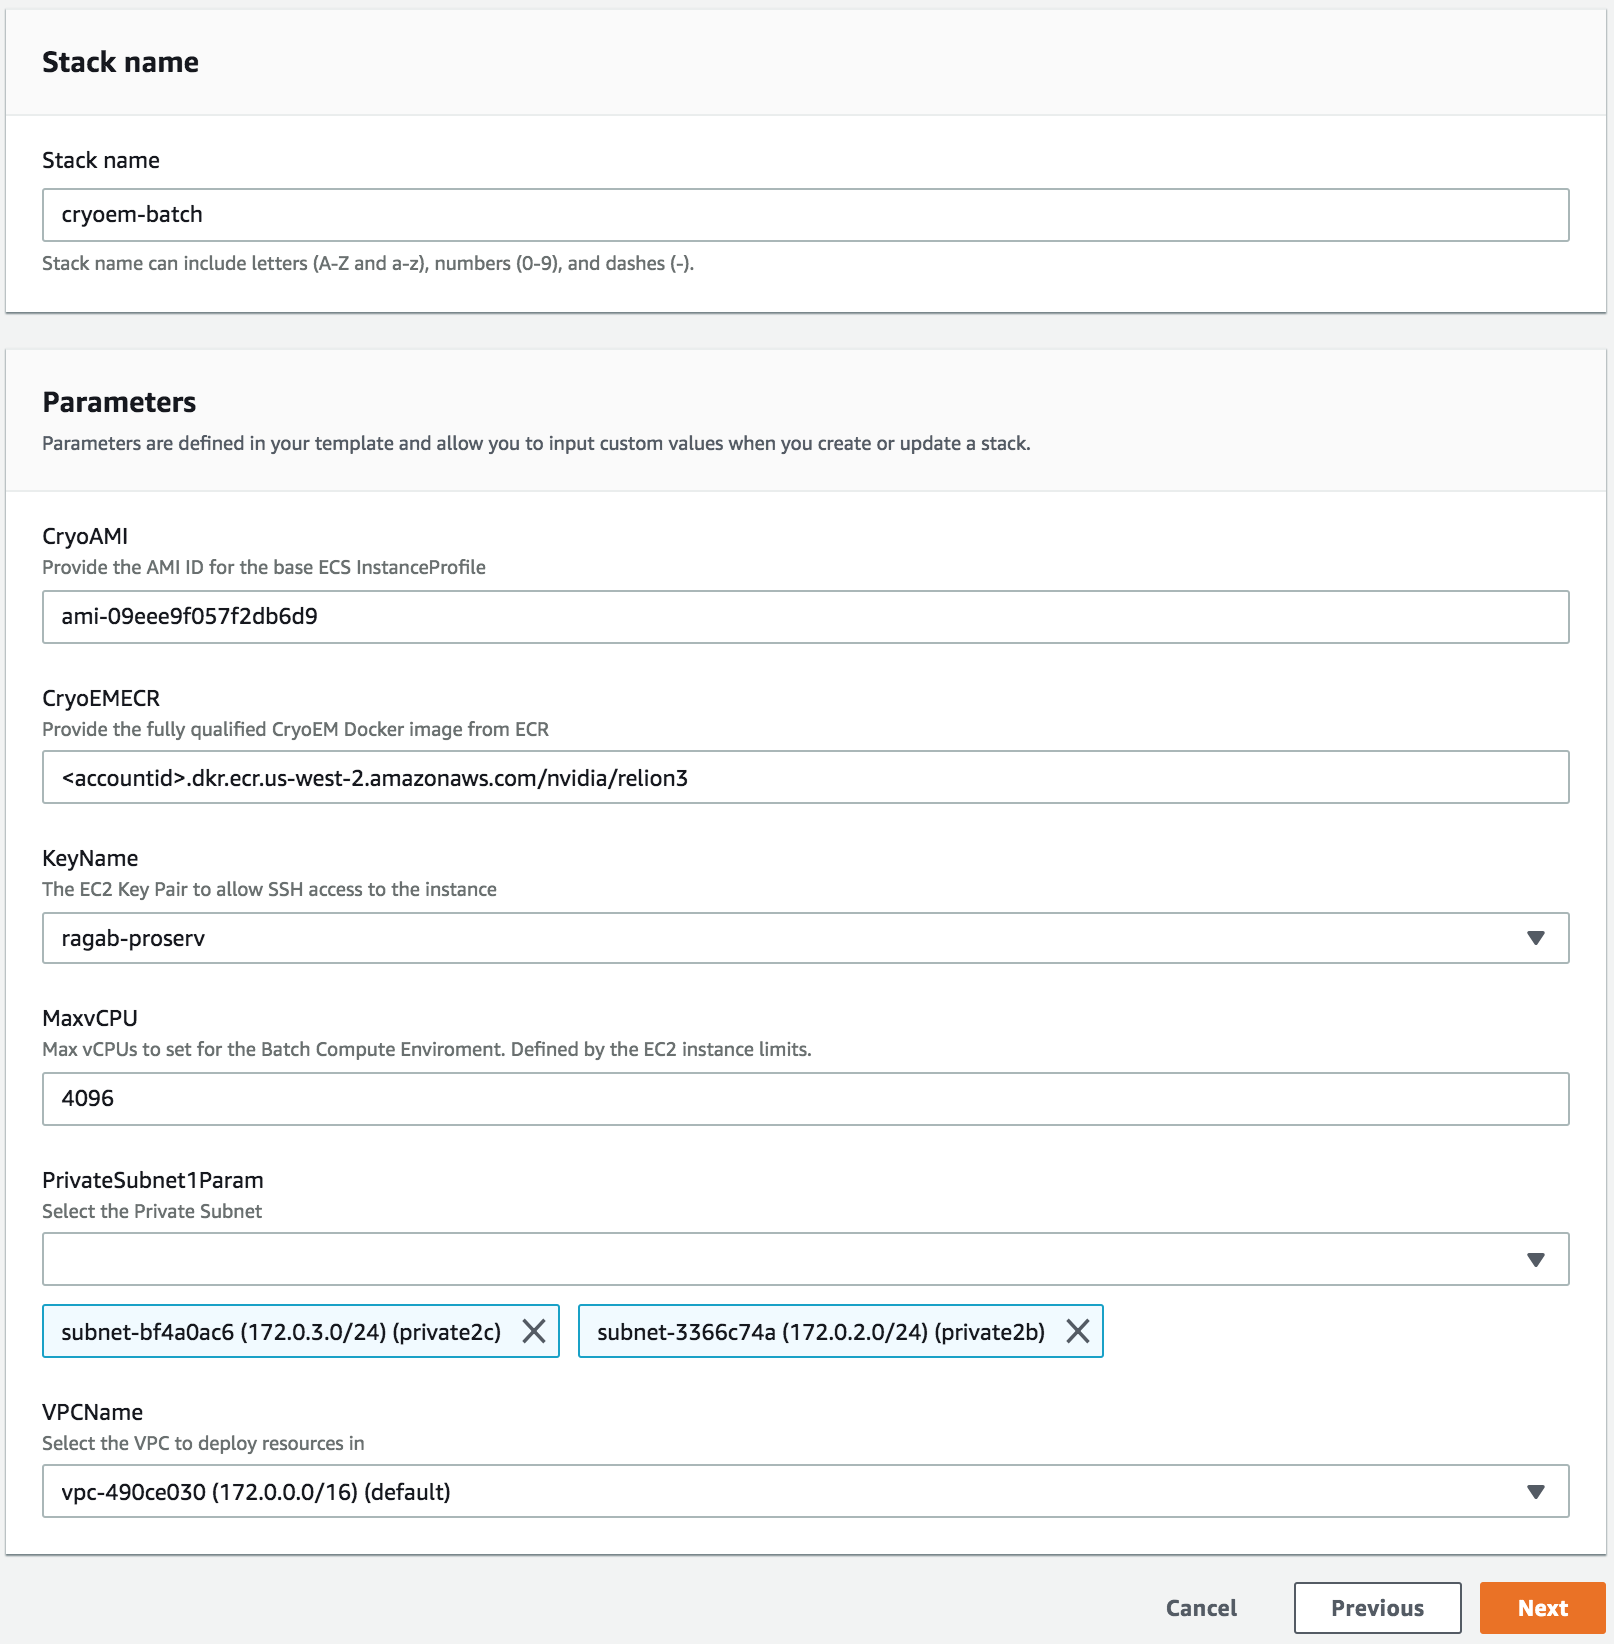 Stack name
Stack name
cryoem-batch
Stack name can include letters (A-Z and a-z), numbers (0-9), and dashes (-).
Parameters
Parameters are defined in your template and allow you to input custom values when you create or update a stack.
CryoAMI
Provide the AMI ID for the base ECS InstanceProfile
ami-09eee9f057f2db6d9
CryoEMECR
Provide the fully qualified CryoEM Docker image from ECR
<accountid>.dkr.ecr.us-west-2.amazonaws.com/nvidia/relion3
KeyName
The EC2 Key Pair to allow SSH access to the instance
ragab-proserv
MaxvCPU
Max vCPUs to set for the Batch Compute Enviroment. Defined by the EC2 instance limits.
4096
PrivateSubnet1Param
Select the Private Subnet
subnet-bf4a0ac6 (172.0.3.0/24) (private2c) subnet-3366c74a (172.0.2.0/24) (private2b)
VPCName
Select the VPC to deploy resources in
vpc-490ce030 (172.0.0.0/16) (default)
Cancel Previous Next